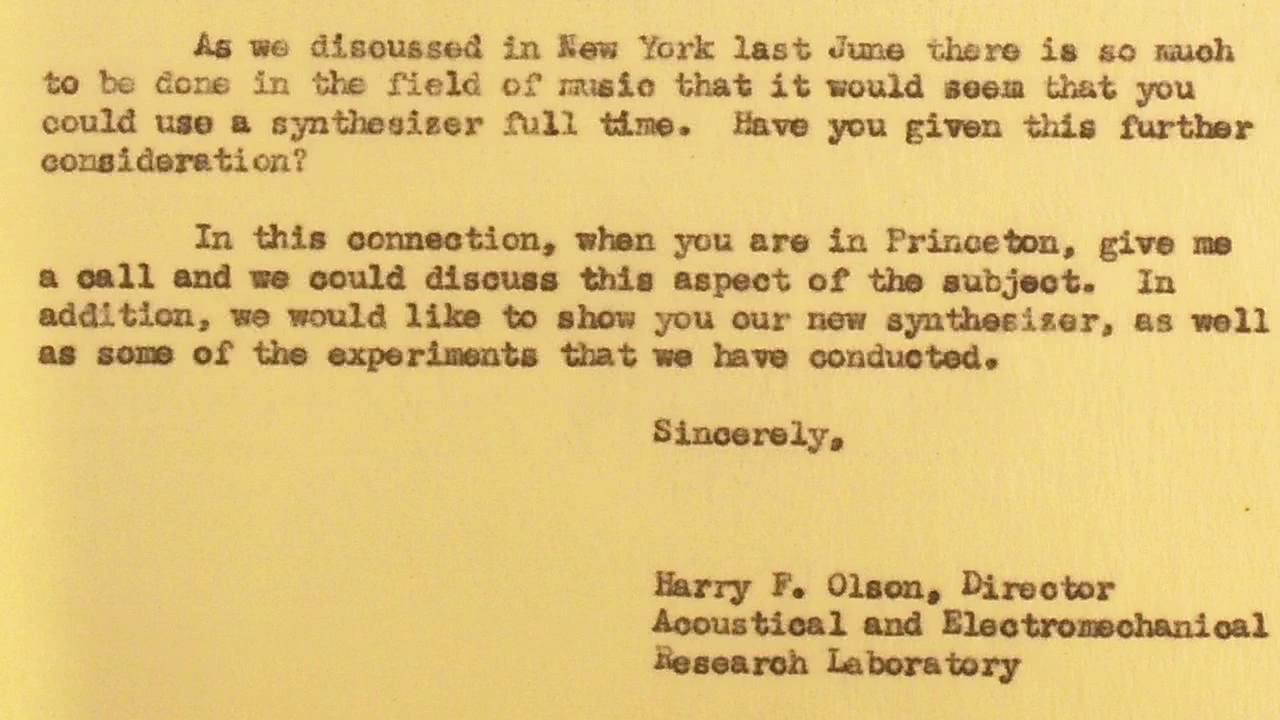 As we discussed in New York last June there is so much
to be done in the field of music that it would seem that you
could use a synthesizer full time. Have you given this further
consideration?
In this connection, when you are in Princeton, give me
a call and we could discuss this aspect of the subject. In
addition, we would like to show you our new synthesizer, as well
as some of the experiments that we have conducted.
Sincerely,
Harry F. Olson, Director
Acoustical and Electromechanical
Research Laboratory